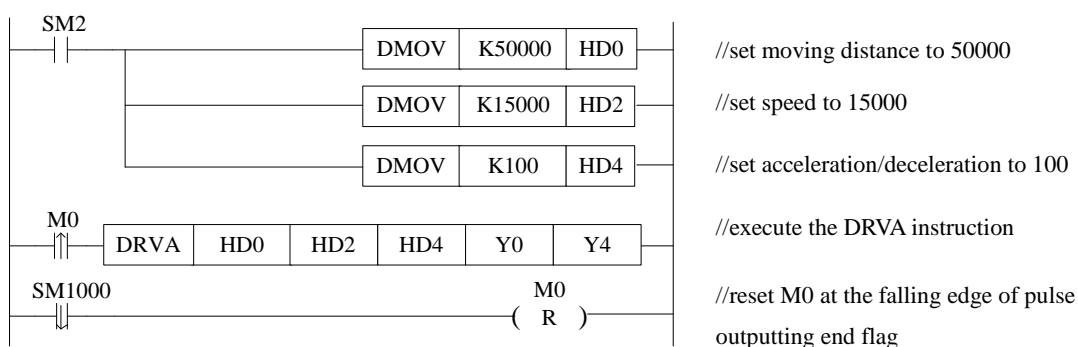 SM2
DMOV K50000 HD0 //set moving distance to 50000
DMOV K15000 HD2 //set speed to 15000
DMOV K100 HD4 //set acceleration/deceleration to 100
M0
DRVA HD0 HD2 HD4 Y0 Y4 //execute the DRVA instruction
SM1000 M0
( R ) //reset M0 at the falling edge of pulse
outputting end flag